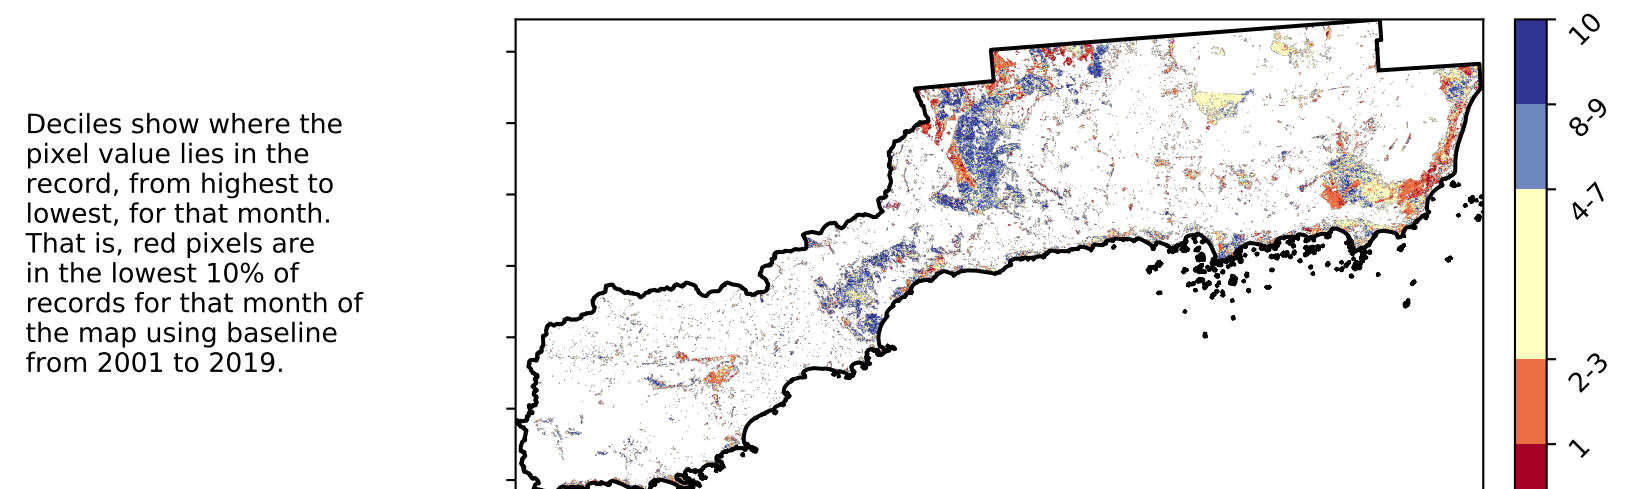 Deciles show where the
pixel value lies in the
record, from highest to
lowest, for that month.
That is, red pixels are
in the lowest 10% of
records for that month of
the map using baseline
from 2001 to 2019.
10
8-9
4-7
2-3
1